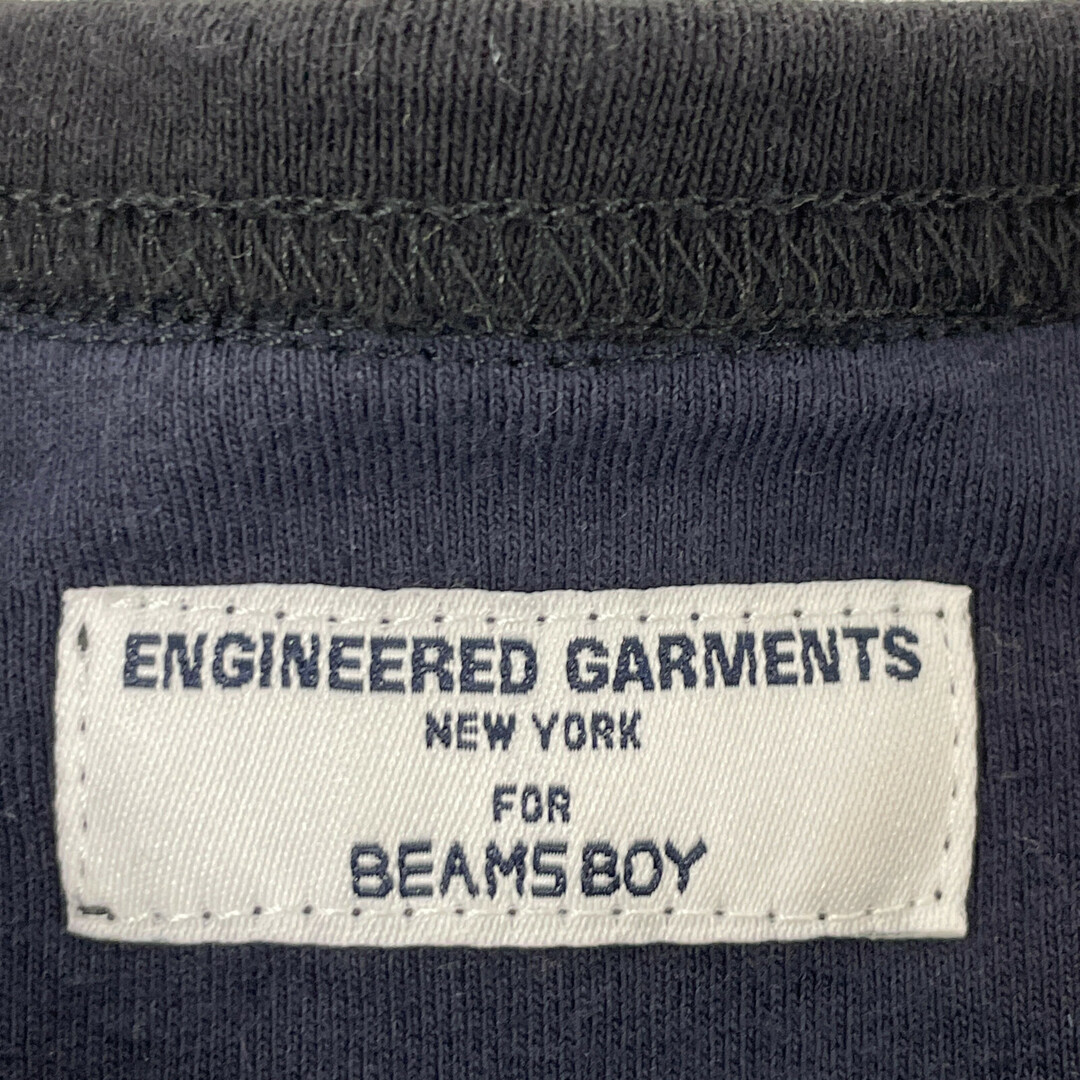 ENGINEERED GARMENTS
NEW YORK
FOR
BEAMS BOY